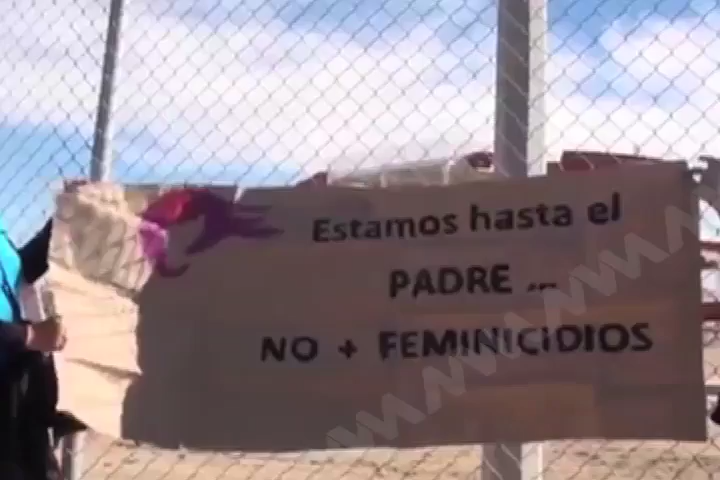 Estamos hasta el
PADRE ...
NO + FEMINICIDIOS